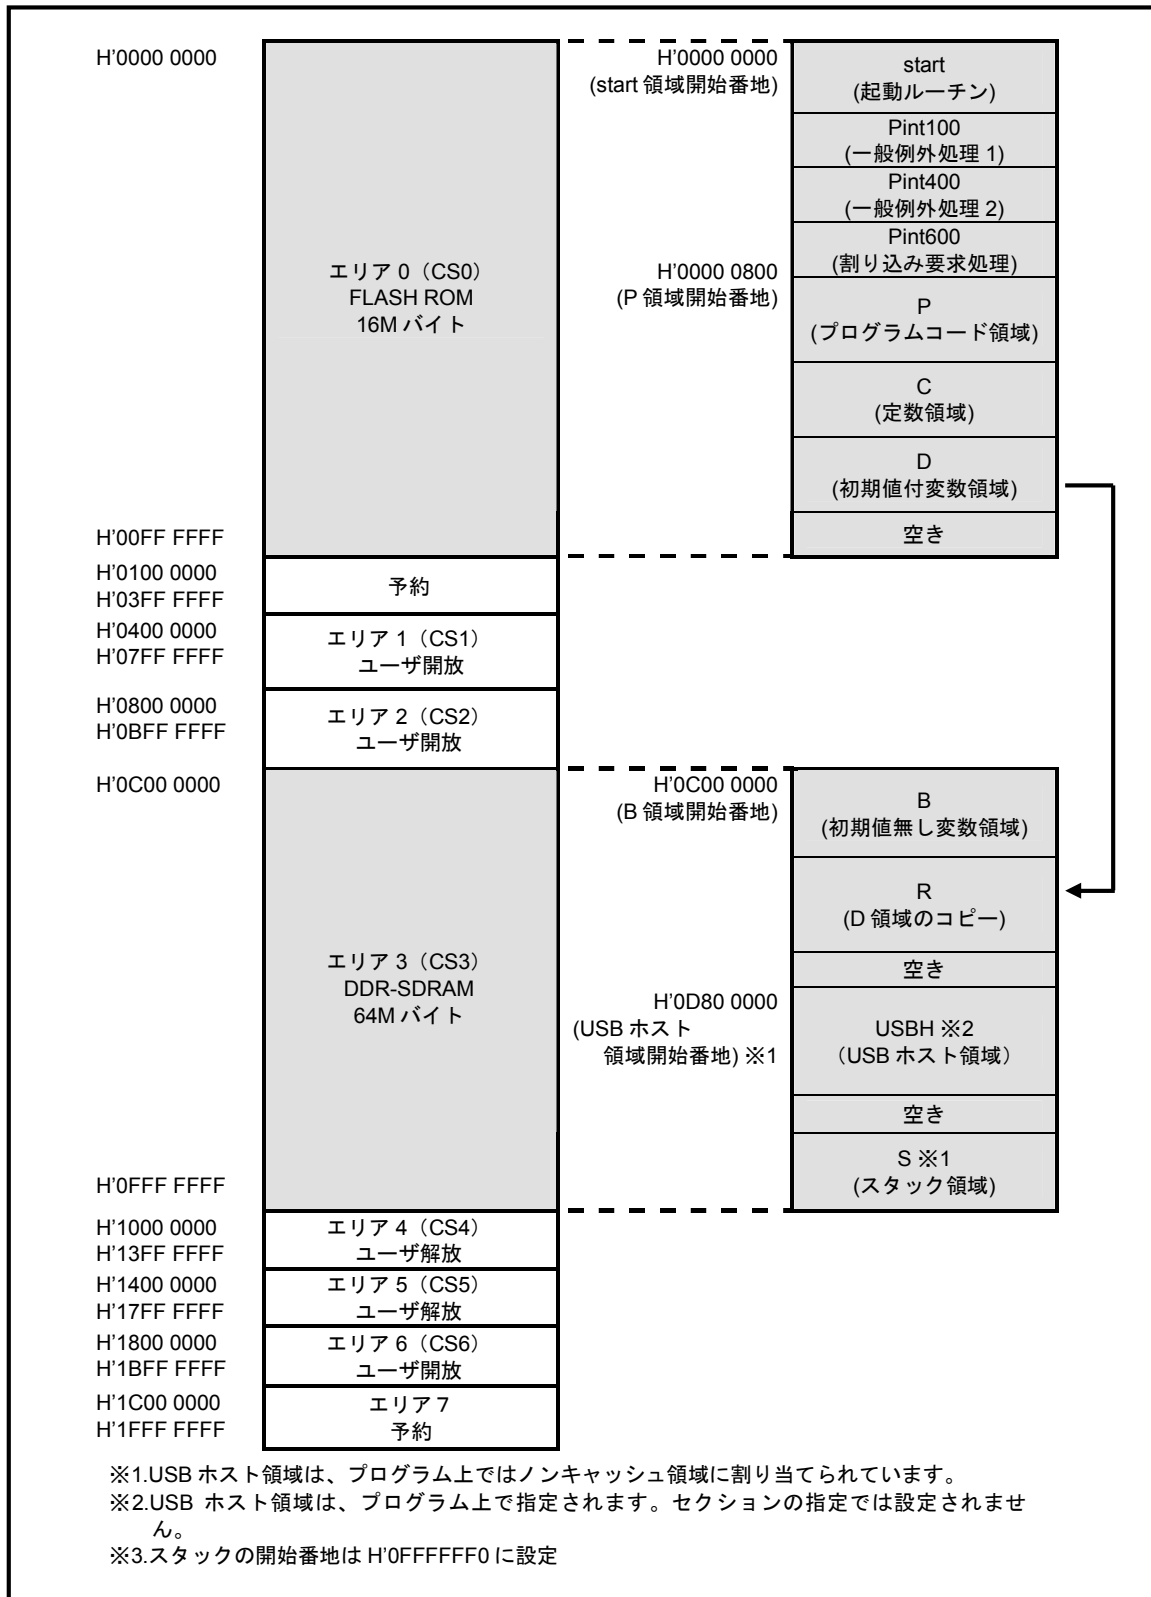 H'0000 0000
エリア 0（CS0）
FLASH ROM
16M バイト
H'00FF FFFF
H'0000 0000
(start 領域開始番地)
H'0000 0800
(P 領域開始番地)
start
(起動ルーチン)
Pint100
(一般例外処理 1)
Pint400
(一般例外処理 2)
Pint600
(割り込み要求処理)
P
(プログラムコード領域)
C
(定数領域)
D
(初期値付変数領域)
空き
H'0100 0000
H'03FF FFFF
予約
H'0400 0000
H'07FF FFFF
エリア 1（CS1）
ユーザ開放
H'0800 0000
H'0BFF FFFF
エリア 2（CS2）
ユーザ開放
H'0C00 0000
エリア 3（CS3）
DDR-SDRAM
64M バイト
H'0FFF FFFF
H'0C00 0000
(B 領域開始番地)
H'0D80 0000
(USB ホスト
領域開始番地) ※1
B
(初期値無し変数領域)
R
(D 領域のコピー)
空き
USBH ※2
（USB ホスト領域）
空き
S ※1
(スタック領域)
H'1000 0000
H'13FF FFFF
エリア 4（CS4）
ユーザ解放
H'1400 0000
H'17FF FFFF
エリア 5（CS5）
ユーザ解放
H'1800 0000
H'1BFF FFFF
エリア 6（CS6）
ユーザ開放
H'1C00 0000
H'1FFF FFFF
エリア 7
予約
※1.USB ホスト領域は、プログラム上ではノンキャッシュ領域に割り当てられています。
※2.USB ホスト領域は、プログラム上で指定されます。セクションの指定では設定されませ
ん。
※3.スタックの開始番地は H'0FFFFFF0 に設定